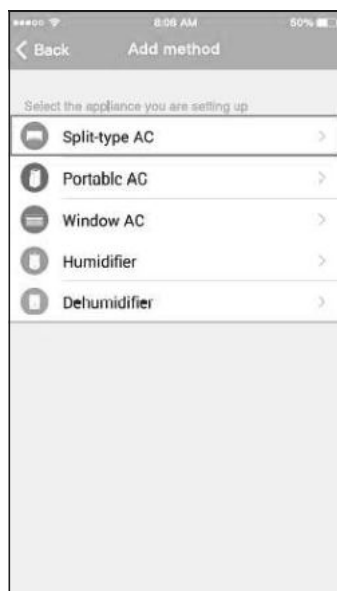 8:08 AM 50%
Back Add method
Select the appliance you are setting up
Split-type AC
Portable AC
Window AC
Humidifier
Dehumidifier